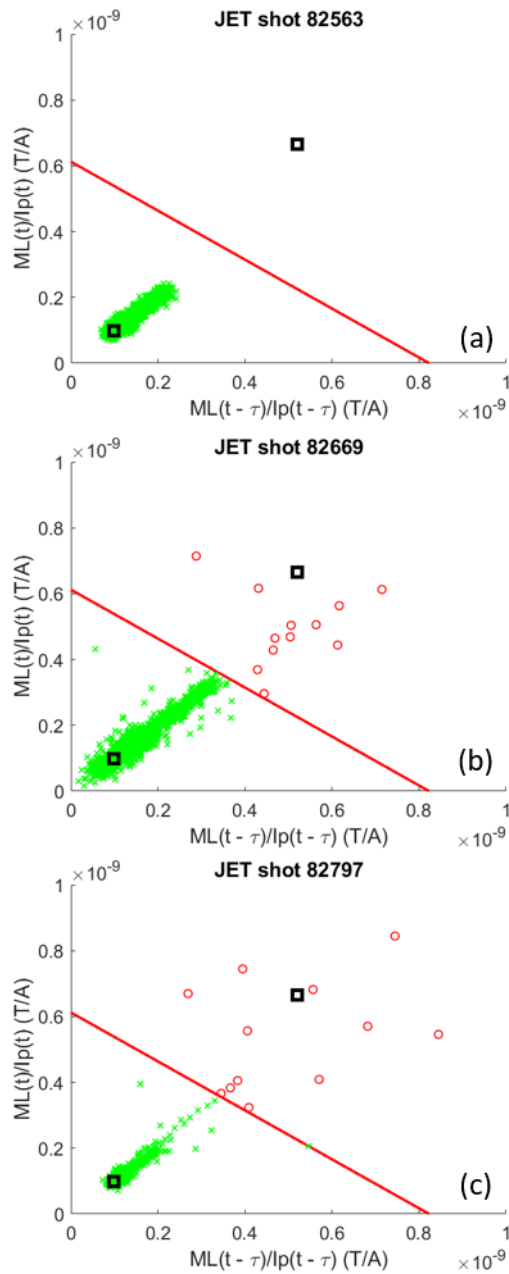 JET shot 82563
×10⁻⁹
1
0.8
0.6
0.4
0.2
0
ML(t)/Ip(t) (T/A)
(a)
0 0.2 0.4 0.6 0.8 1
ML(t - τ)/Ip(t - τ) (T/A)
×10⁻⁹
JET shot 82669
×10⁻⁹
1
0.8
0.6
0.4
0.2
0
ML(t)/Ip(t) (T/A)
(b)
0 0.2 0.4 0.6 0.8 1
ML(t - τ)/Ip(t - τ) (T/A)
×10⁻⁹
JET shot 82797
×10⁻⁹
1
0.8
0.6
0.4
0.2
0
ML(t)/Ip(t) (T/A)
(c)
0 0.2 0.4 0.6 0.8 1
ML(t - τ)/Ip(t - τ) (T/A)
×10⁻⁹